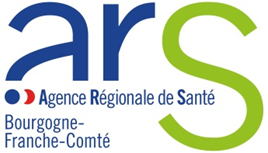 ars
Agence Régionale de Santé
Bourgogne-
Franche-Comté